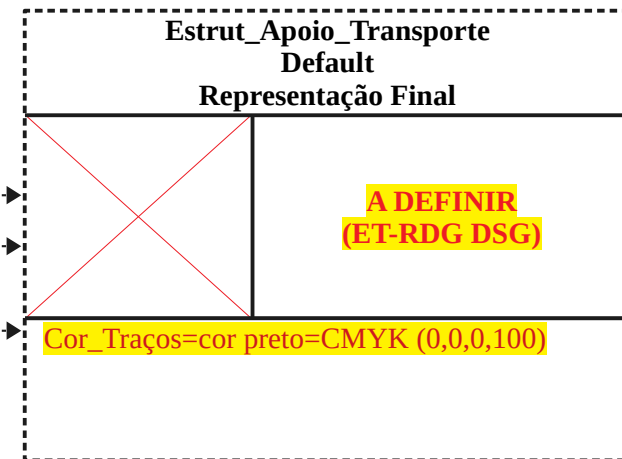 Estrut_Apoio_Transporte
Default
Representação Final
A DEFINIR
(ET-RDG DSG)
Cor_Traços=cor preto=CMYK (0,0,0,100)